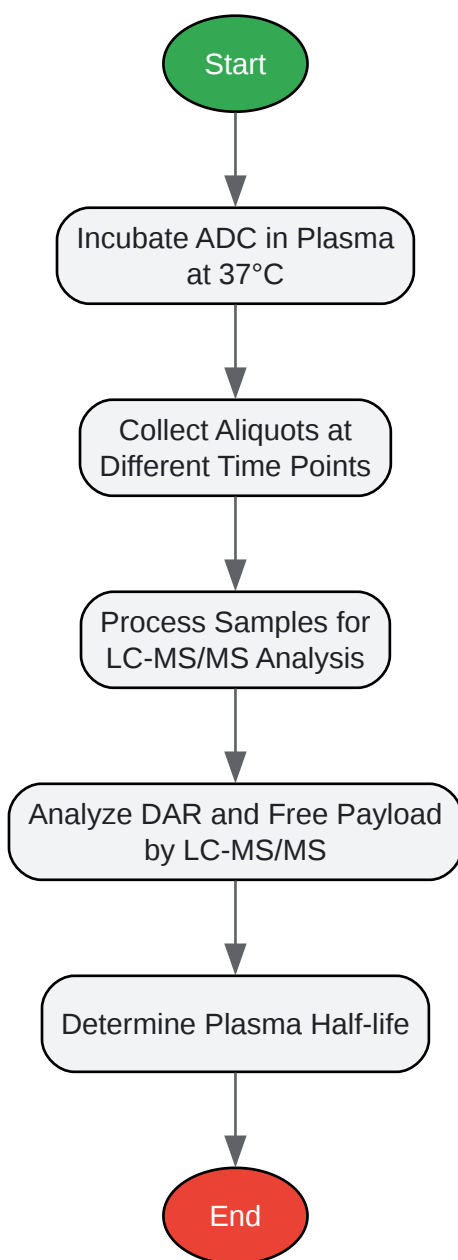 Start
Incubate ADC in Plasma
at 37°C
Collect Aliquots at
Different Time Points
Process Samples for
LC-MS/MS Analysis
Analyze DAR and Free Payload
by LC-MS/MS
Determine Plasma Half-life
End